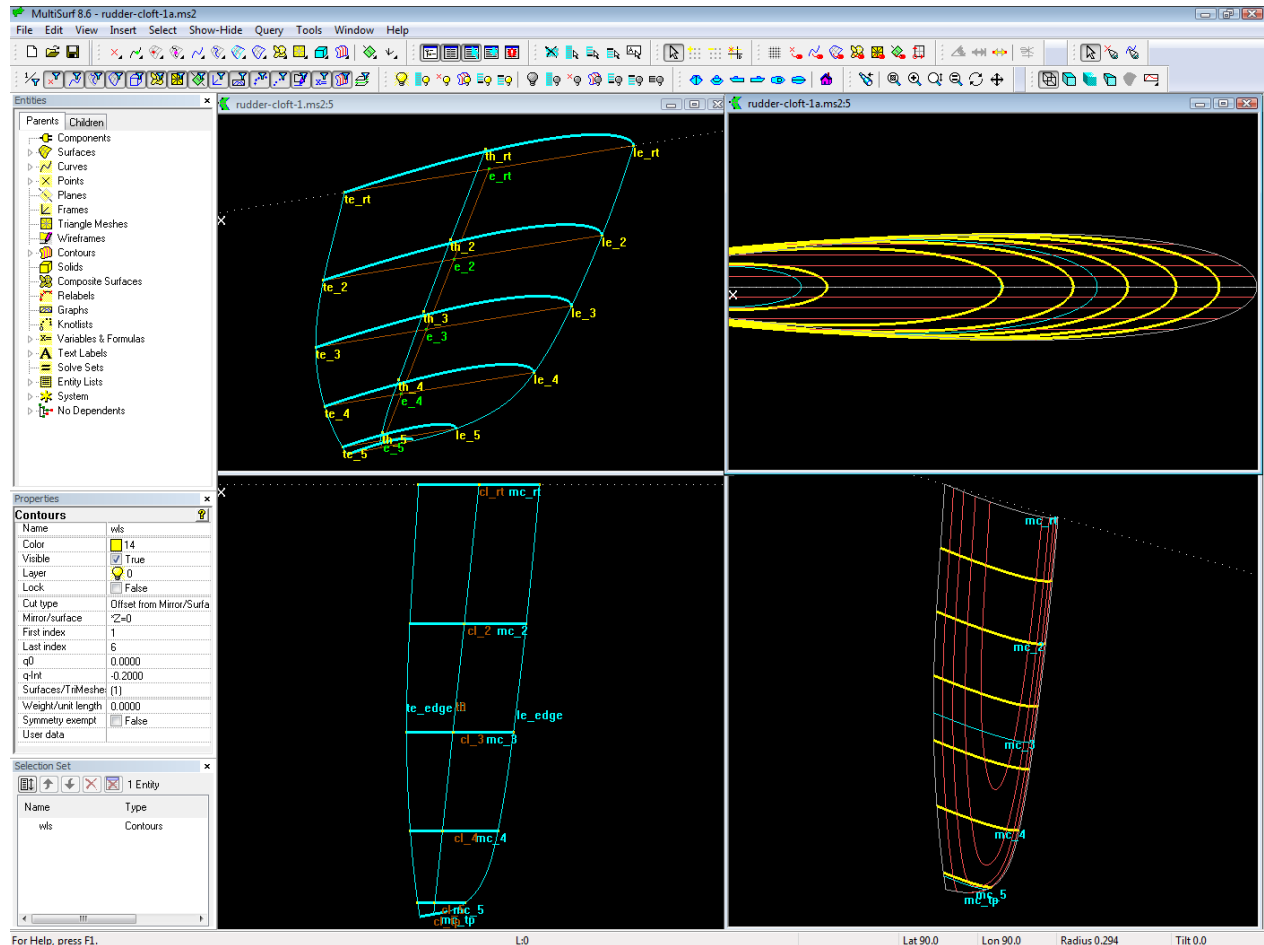 MultiSurf 8.6 - rudder-cloft-1a.ms2
File Edit View Insert Select Show-Hide Query Tools Window Help
Entities
Parents Children
Components
Surfaces
Curves
Points
Planes
Frames
Triangle Meshes
Wireframes
Contours
Solids
Composite Surfaces
Relabels
Graphs
Knotlists
Variables & Formulas
Text Labels
Solve Sets
Entity Lists
System
No Dependents
Properties
Contours
Name wls
Color 14
Visible True
Layer 0
Lock False
Cut type Offset from Mirror/Surfa
Mirror/surface *Z=0
First index 1
Last index 6
q0 0.0000
q-Int -0.2000
Surfaces/TriMeshe: (1)
Weight/unit length 0.0000
Symmetry exempt False
User data
Selection Set
1 Entity
Name Type
wls Contours
rudder-cloft-1.ms2:5
th_rt le_rt
e_rt
te_rt
X
th_2 le_2
e_2
te_2
th_3 le_3
e_3
te_3
th_4 le_4
e_4
te_4
th_5 le_5
e_5
te_5
rudder-cloft-1a.ms2:5
X
X
cl_rt mc_rt
cl_2 mc_2
te_edge le_edge
cl_3 mc_3
cl_4 mc_4
mc_5
mc_tp
mc_2
mc_3
mc_4
mc_5
mc_tp
For Help, press F1. L:0 Lat 90.0 Lon 90.0 Radius 0.294 Tilt 0.0